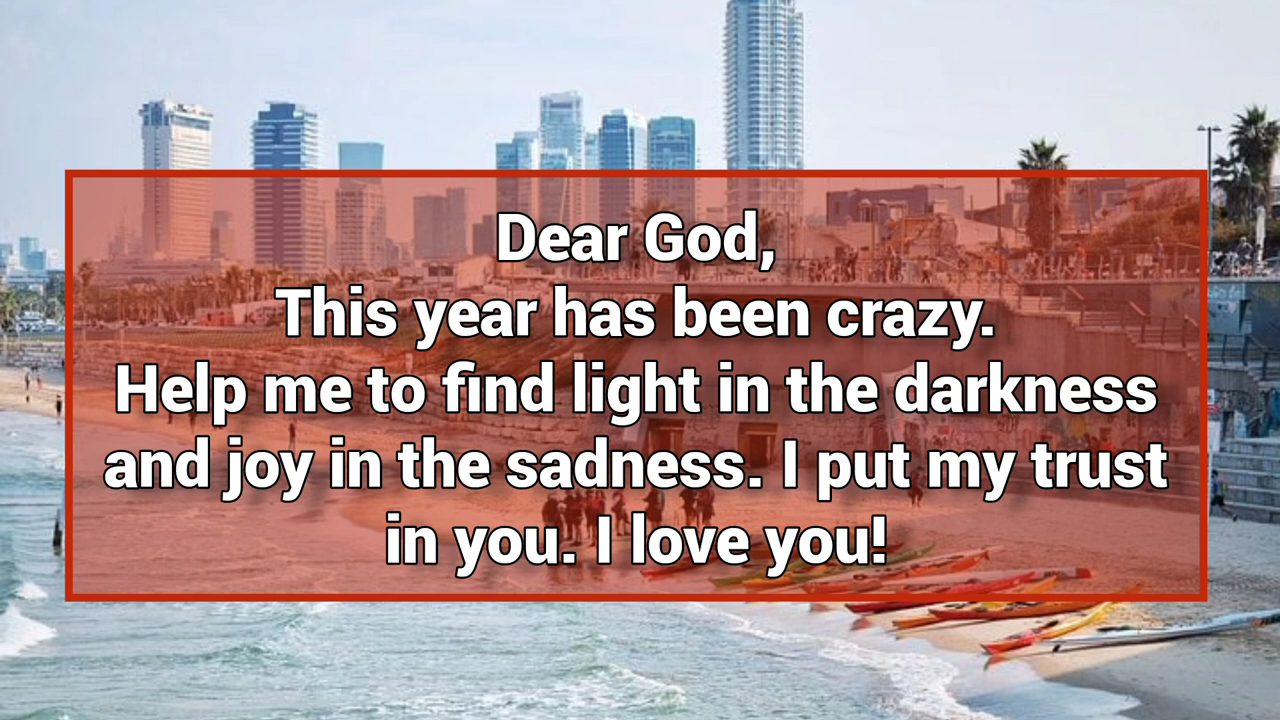 Dear God,
This year has been crazy.
Help me to find light in the darkness
and joy in the sadness. I put my trust
in you. I love you!